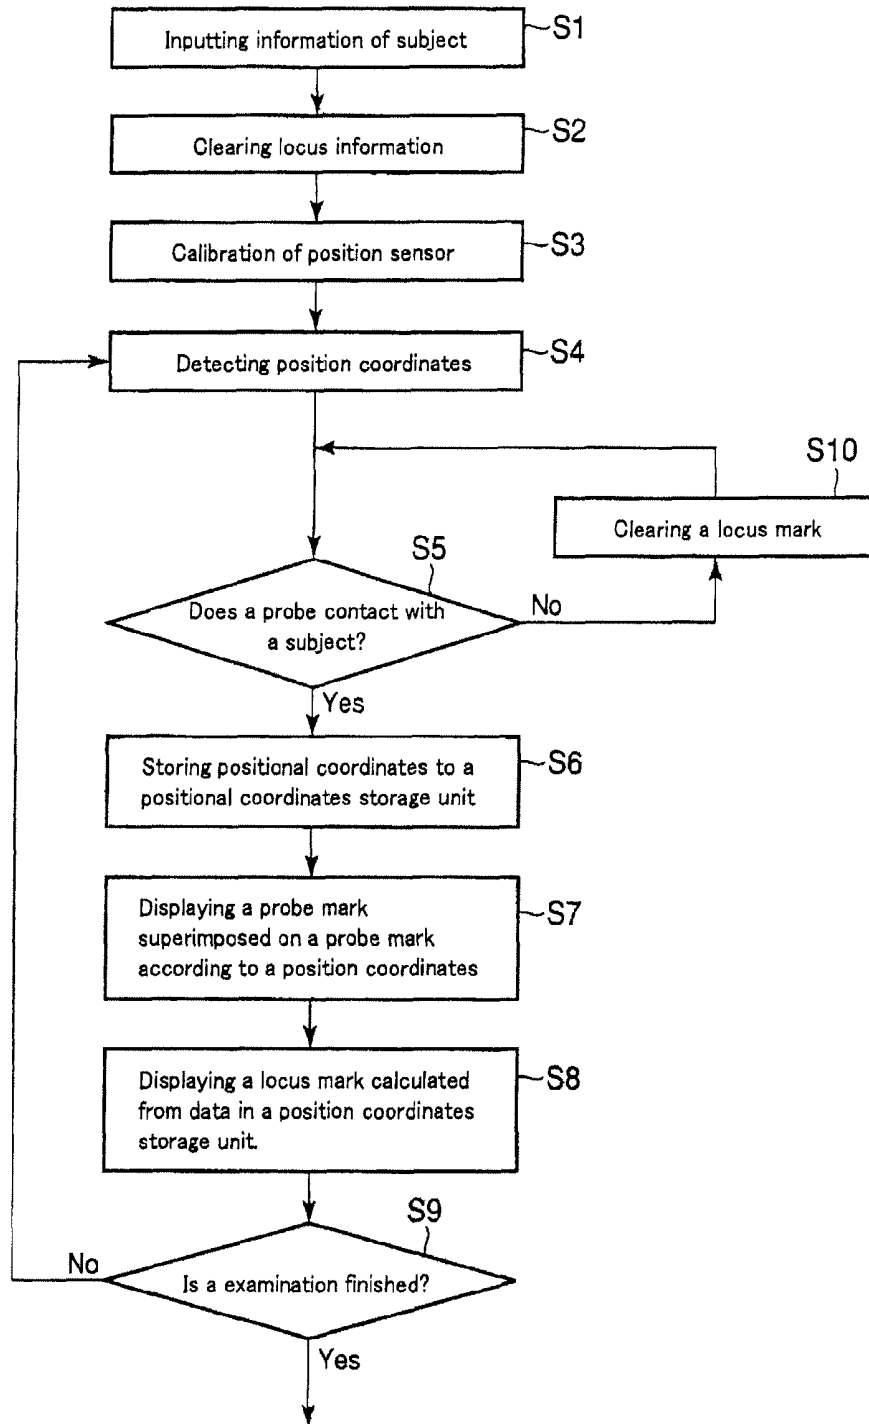 Inputting information of subject
S1
Clearing locus information
S2
Calibration of position sensor
S3
Detecting position coordinates
S4
S10
Clearing a locus mark
S5
Does a probe contact with
a subject?
No
Yes
Storing positional coordinates to a
positional coordinates storage unit
S6
Displaying a probe mark
superimposed on a probe mark
according to a position coordinates
S7
Displaying a locus mark calculated
from data in a position coordinates
storage unit.
S8
S9
No
Is a examination finished?
Yes